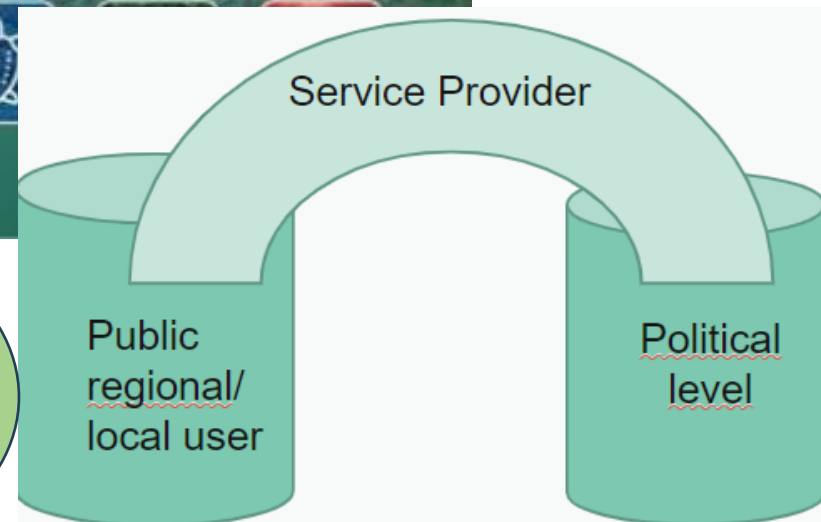 Service Provider
Public
regional/
local user
Political
level